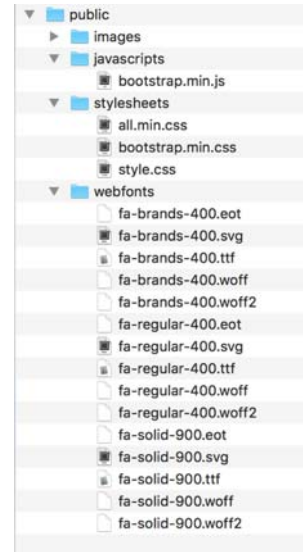 public
images
javascripts
bootstrap.min.js
stylesheets
all.min.css
bootstrap.min.css
style.css
webfonts
fa-brands-400.eot
fa-brands-400.svg
fa-brands-400.ttf
fa-brands-400.woff
fa-brands-400.woff2
fa-regular-400.eot
fa-regular-400.svg
fa-regular-400.ttf
fa-regular-400.woff
fa-regular-400.woff2
fa-solid-900.eot
fa-solid-900.svg
fa-solid-900.ttf
fa-solid-900.woff
fa-solid-900.woff2